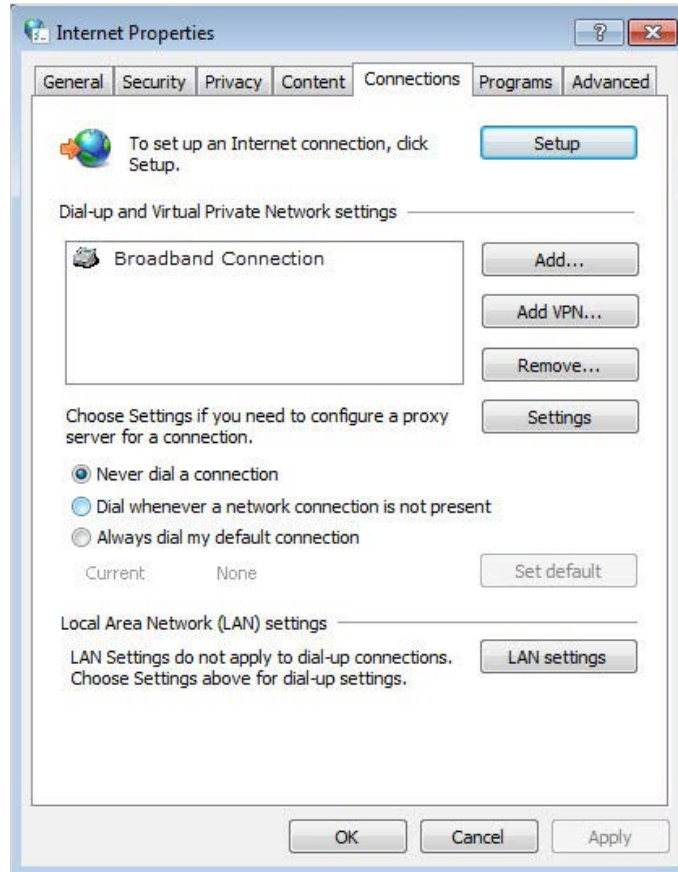 Internet Properties
General Security Privacy Content Connections Programs Advanced
To set up an Internet connection, click
Setup.
Setup
Dial-up and Virtual Private Network settings
Broadband Connection
Add...
Add VPN...
Remove...
Choose Settings if you need to configure a proxy
server for a connection.
Settings
Never dial a connection
Dial whenever a network connection is not present
Always dial my default connection
Current None
Set default
Local Area Network (LAN) settings
LAN Settings do not apply to dial-up connections.
Choose Settings above for dial-up settings.
LAN settings
OK Cancel Apply